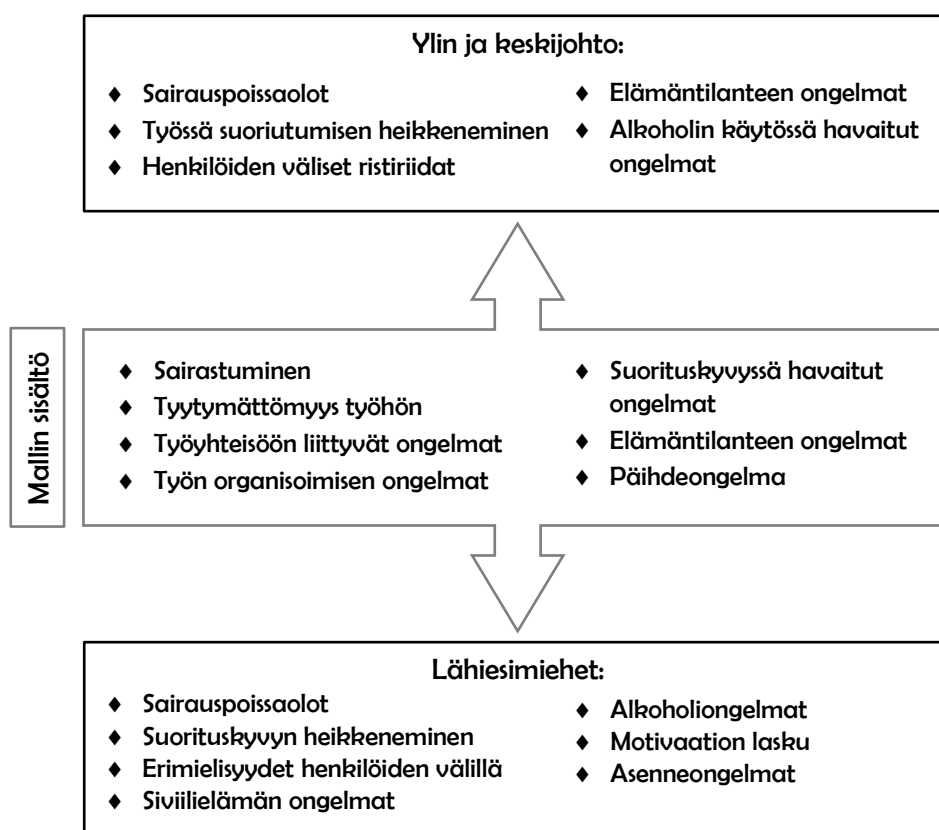 Ylin ja keskijohto:
♦ Sairauspoissaolot
♦ Työssä suoriutumisen heikkeneminen
♦ Henkilöiden väliset ristiriidat
♦ Elämäntilanteen ongelmat
♦ Alkoholin käytössä havaitut
ongelmat
Mallin sisältö
♦ Sairastuminen
♦ Tyytymättömyys työhön
♦ Työyhteisöön liittyvät ongelmat
♦ Työn organisoimisen ongelmat
♦ Suorituskyvyssä havaitut
ongelmat
♦ Elämäntilanteen ongelmat
♦ Päihdeongelma
Lähiesimiehet:
♦ Sairauspoissaolot
♦ Suorituskyvyn heikkeneminen
♦ Erimielisyydet henkilöiden välillä
♦ Siviilielämän ongelmat
♦ Alkoholiongelmat
♦ Motivaation lasku
♦ Asenneongelmat